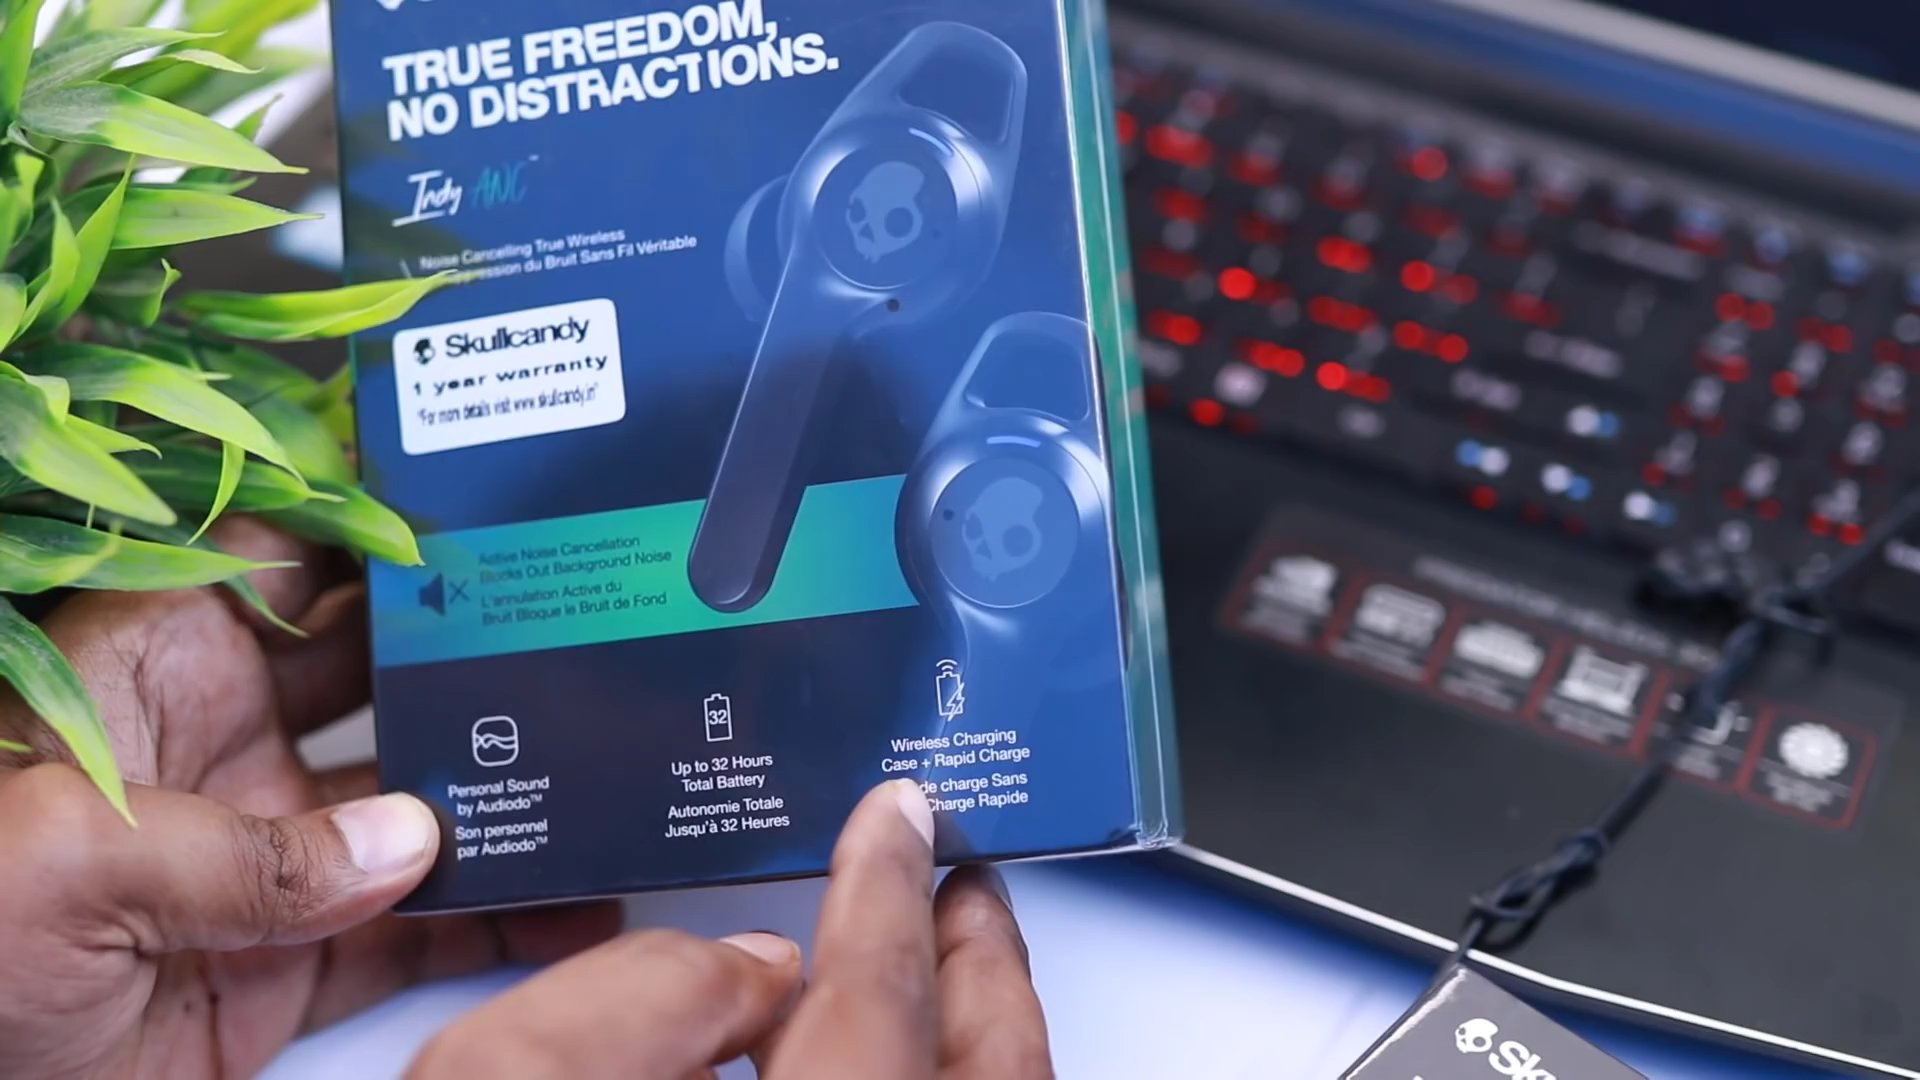 TRUE FREEDOM,
NO DISTRACTIONS.
Indy ANC™
Noise Cancelling True Wireless
du Bruit Sans Fil Véritable
Skullcandy
1 year warranty
"For more details visit www.skullcandy.in"
Active Noise Cancellation
Blocks Out Background Noise
L'annulation Active du
Bruit Bloque le Bruit de Fond
32
Personal Sound
by Audiodo™
Son personnel
par Audiodo™
Up to 32 Hours
Total Battery
Autonomie Totale
Jusqu'à 32 Heures
Wireless Charging
Case + Rapid Charge
de charge Sans
Charge Rapide